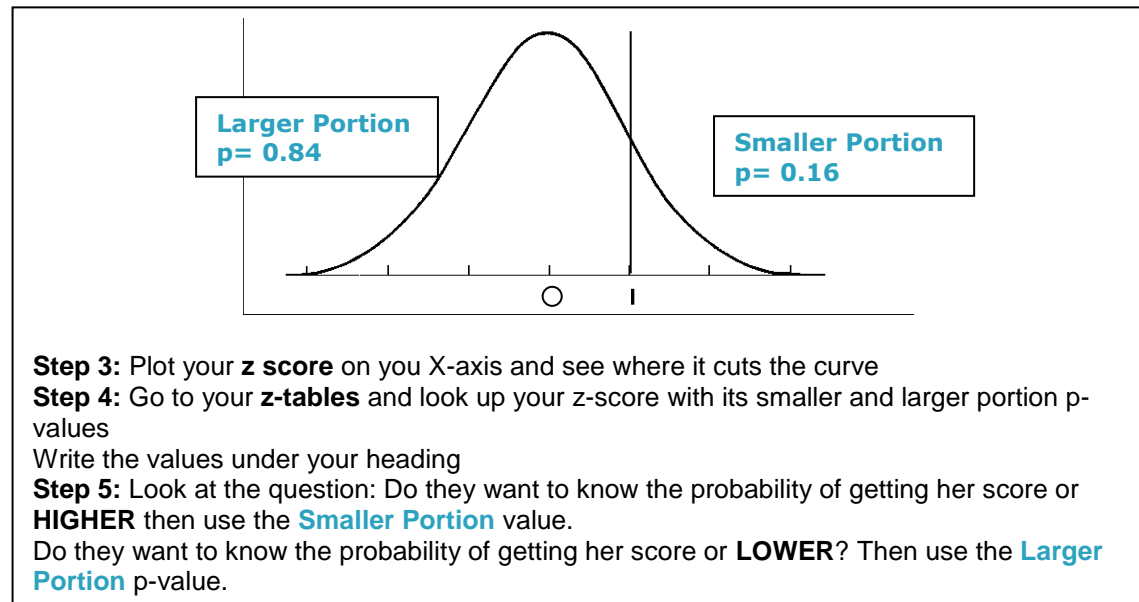 Larger Portion
p= 0.84
Smaller Portion
p= 0.16
O I
Step 3: Plot your z score on you X-axis and see where it cuts the curve
Step 4: Go to your z-tables and look up your z-score with its smaller and larger portion p-
values
Write the values under your heading
Step 5: Look at the question: Do they want to know the probability of getting her score or
HIGHER then use the Smaller Portion value.
Do they want to know the probability of getting her score or LOWER? Then use the Larger
Portion p-value.